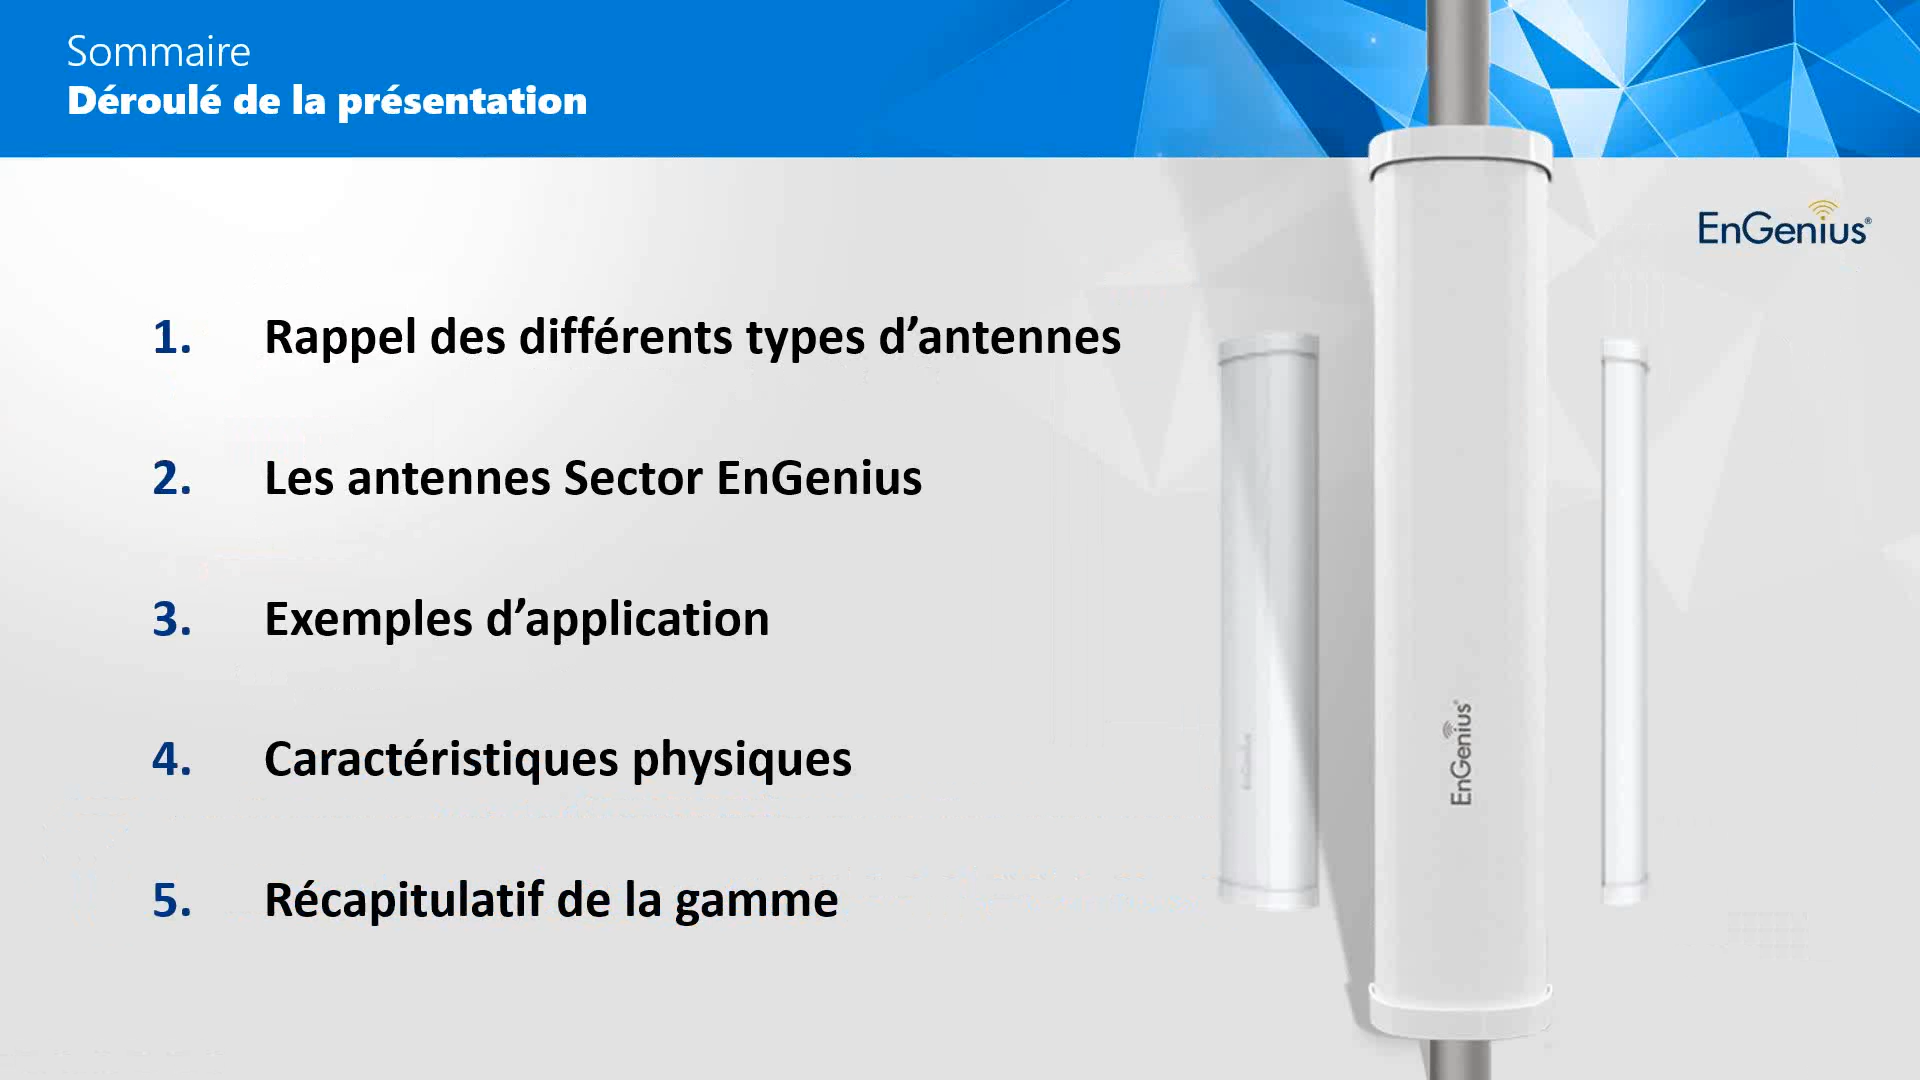 Sommaire
Déroulé de la présentation
EnGenius®
1. Rappel des différents types d’antennes
2. Les antennes Sector EnGenius
3. Exemples d’application
4. Caractéristiques physiques
5. Récapitulatif de la gamme
EnGenius
EnGenius